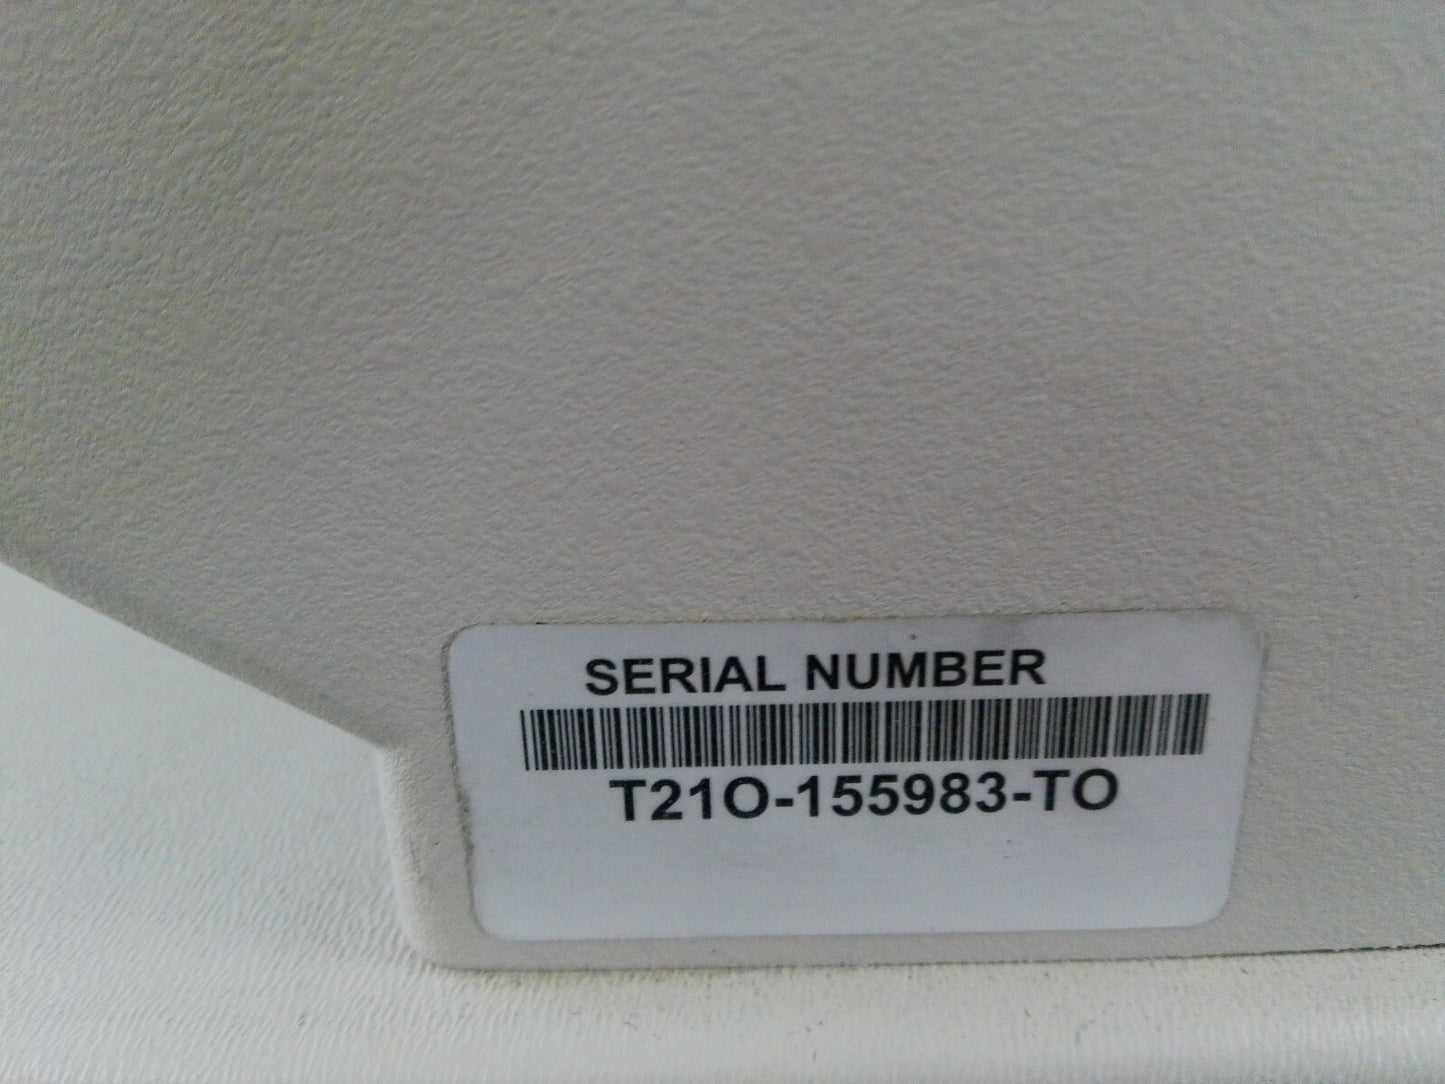 SERIAL NUMBER
T21O-155983-TO